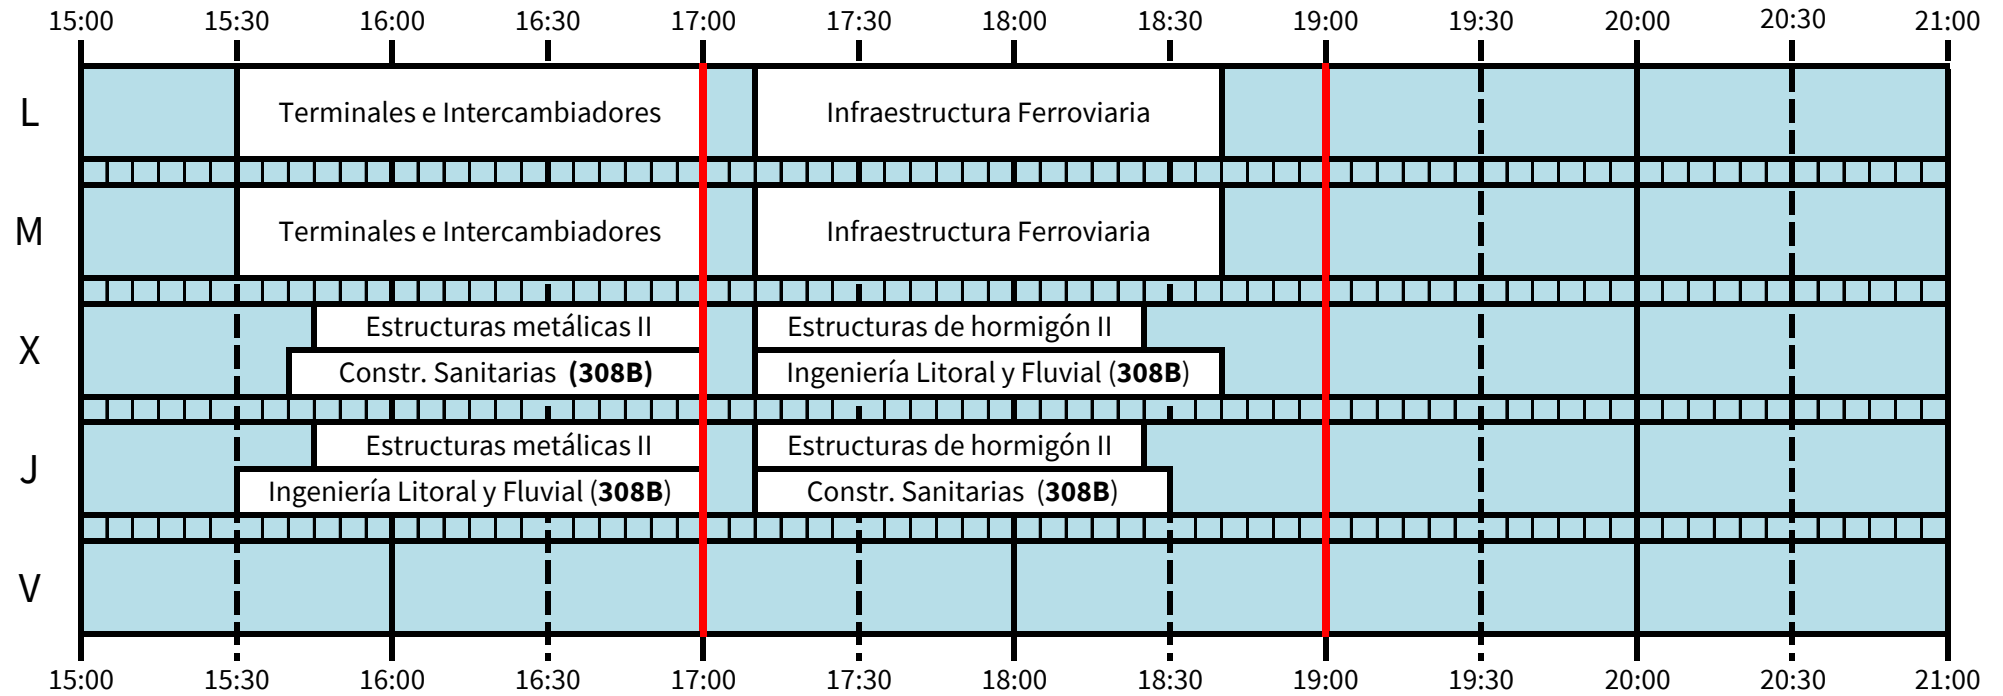 15:00 15:30 16:00 16:30 17:00 17:30 18:00 18:30 19:00 19:30 20:00 20:30 21:00
L Terminales e Intercambiadores Infraestructura Ferroviaria
M Terminales e Intercambiadores Infraestructura Ferroviaria
X
Estructuras metálicas II Estructuras de hormigón II
Constr. Sanitarias (308B) Ingeniería Litoral y Fluvial (308B)
J
Estructuras metálicas II Estructuras de hormigón II
Ingeniería Litoral y Fluvial (308B) Constr. Sanitarias (308B)
V
15:00 15:30 16:00 16:30 17:00 17:30 18:00 18:30 19:00 19:30 20:00 20:30 21:00